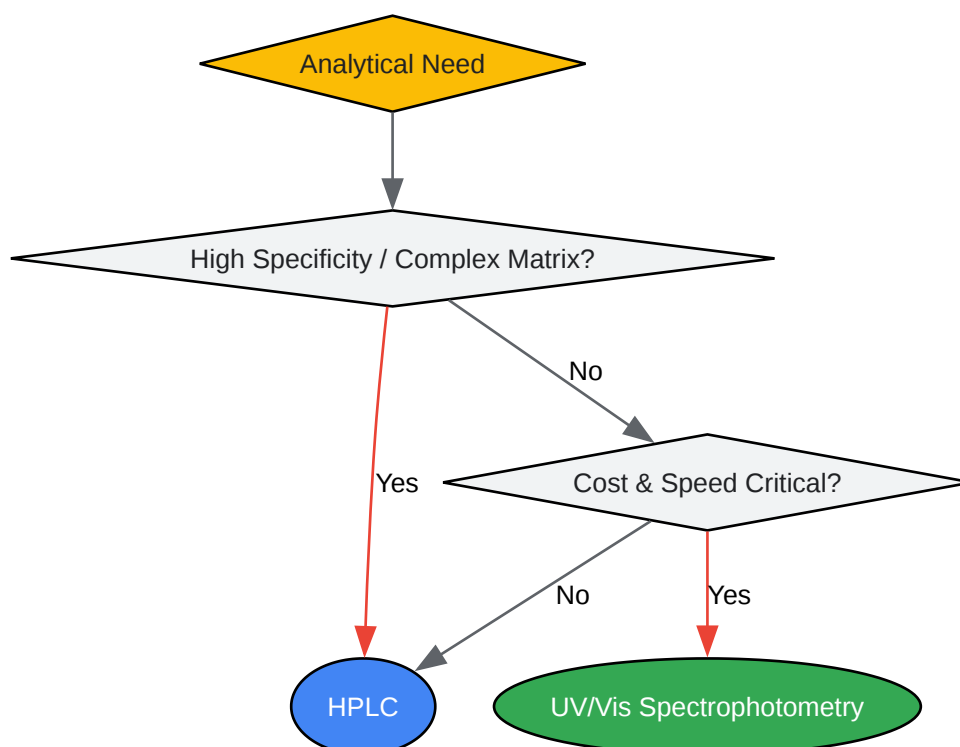 Analytical Need
High Specificity / Complex Matrix?
No
Cost & Speed Critical?
Yes
No
Yes
HPLC
UV/Vis Spectrophotometry